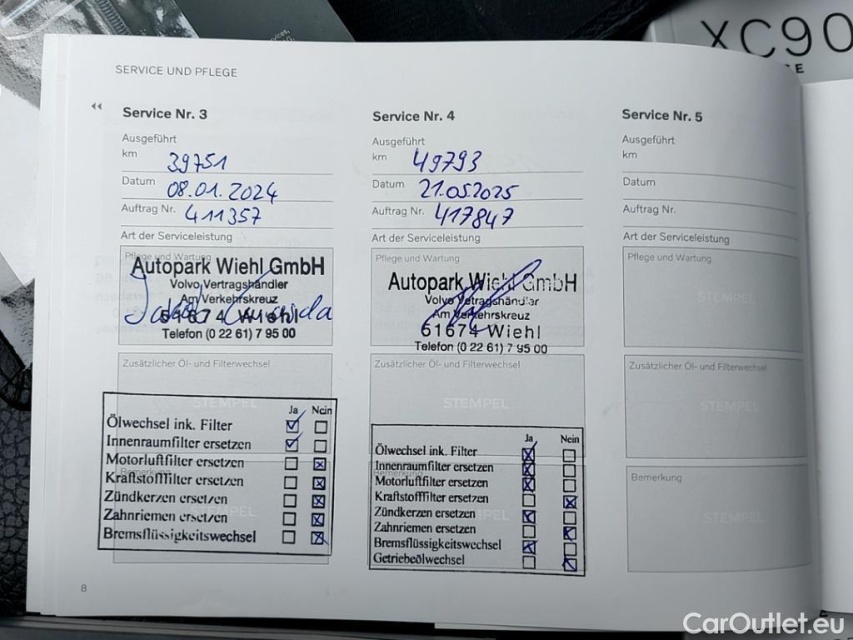 XC90
SERVICE UND PFLEGE
Service Nr. 3
Ausgeführt
km 39751
Datum 08.01.2024
Auftrag Nr. 411357
Art der Serviceleistung
Pflege und Wartung
Autopark Wiehl GmbH
Volvo Vertragshändler
Am Verkehrskreuz
51674 Wiehl
Telefon (0 22 61) 7 95 00
Zusätzlicher Öl- und Filterwechsel
Ja Nein
Ölwechsel ink. Filter
Innenraumfilter ersetzen
Motorluftfilter ersetzen
Kraftstofffilter ersetzen
Zündkerzen ersetzen
Zahnriemen ersetzen
Bremsflüssigkeitswechsel
Service Nr. 4
Ausgeführt
km 49793
Datum 21.05.2025
Auftrag Nr. 417847
Art der Serviceleistung
Pflege und Wartung
Autopark Wiehl GmbH
Volvo Vetragshändler
Am Verkehrskreuz
51674 Wiehl
Telefon (0 22 61) 7 95 00
Zusätzlicher Öl- und Filterwechsel
STEMPEL
Ja Nein
Ölwechsel ink. Filter
Innenraumfilter ersetzen
Motorluftfilter ersetzen
Kraftstofffilter ersetzen
Zündkerzen ersetzen
Zahnriemen ersetzen
Bremsflüssigkeitswechsel
Getriebeölwechsel
Service Nr. 5
Ausgeführt
km
Datum
Auftrag Nr.
Art der Serviceleistung
Pflege und Wartung
STEMPEL
Zusätzlicher Öl- und Filterwechsel
STEMPEL
Bemerkung
STEMPEL
8
CarOutlet.eu